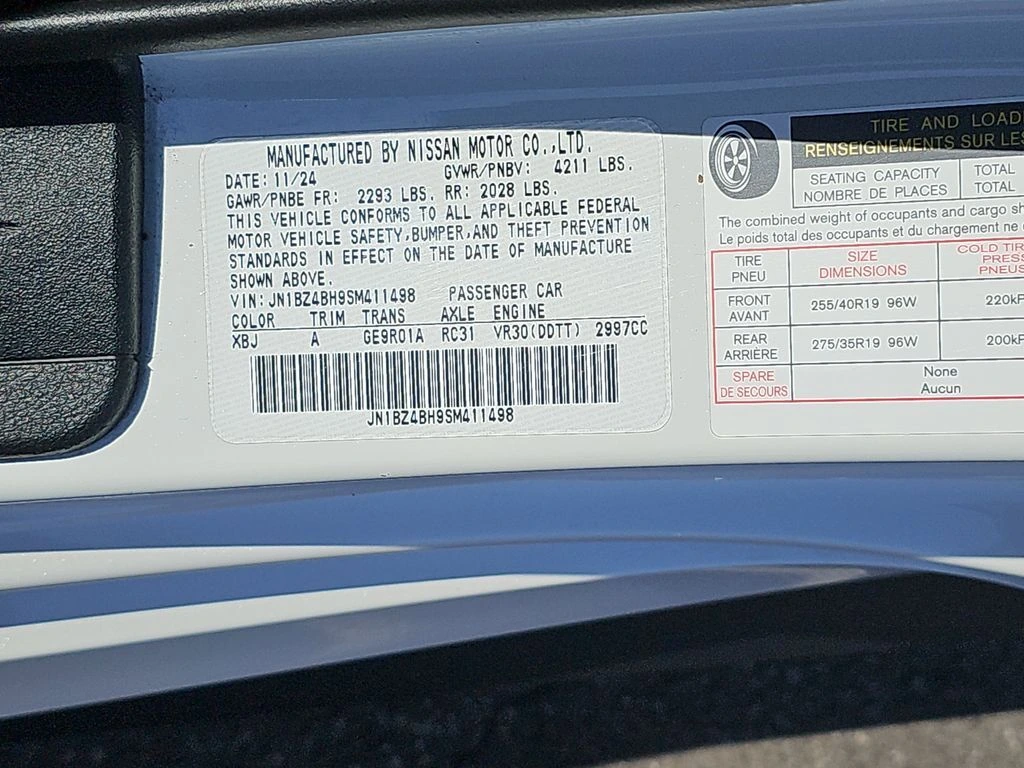 MANUFACTURED BY NISSAN MOTOR CO.,LTD.
DATE: 11/24 GVWR/PNBV: 4211 LBS.
GAWR/PNBE FR: 2293 LBS. RR: 2028 LBS.
THIS VEHICLE CONFORMS TO ALL APPLICABLE FEDERAL
MOTOR VEHICLE SAFETY,BUMPER,AND THEFT PREVENTION
STANDARDS IN EFFECT ON THE DATE OF MANUFACTURE
SHOWN ABOVE.
VIN: JN1BZ4BH9SM411498 PASSENGER CAR
COLOR TRIM TRANS AXLE ENGINE
XBJ A GE9R01A RC31 VR30(DDTT) 2997CC
JN1BZ4BH9SM411498
TIRE AND LOAD
RENSEIGNEMENTS SUR LES
SEATING CAPACITY TOTAL
NOMBRE DE PLACES TOTAL
The combined weight of occupants and cargo
Le poids total des occupants et du chargement ne
TIRE SIZE COLD
PNEU DIMENSIONS
FRONT 255/40R19 96W 220
AVANT
REAR 275/35R19 96W 200
ARRIÈRE
SPARE None
DE SECOURS Aucun